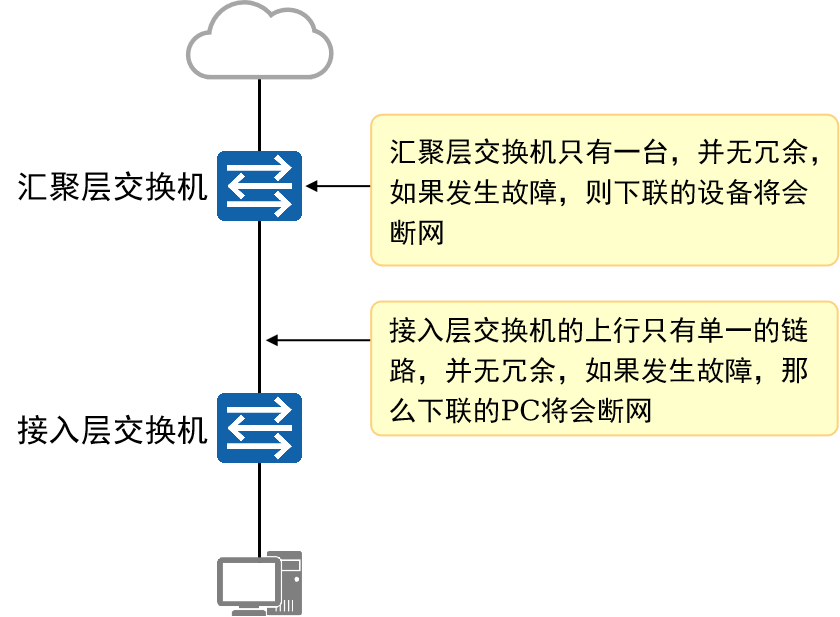 汇聚层交换机
汇聚层交换机只有一台，并无冗余，
如果发生故障，则下联的设备将会
断网
接入层交换机的上行只有单一的链
路，并无冗余，如果发生故障，那
么下联的PC将会断网
接入层交换机